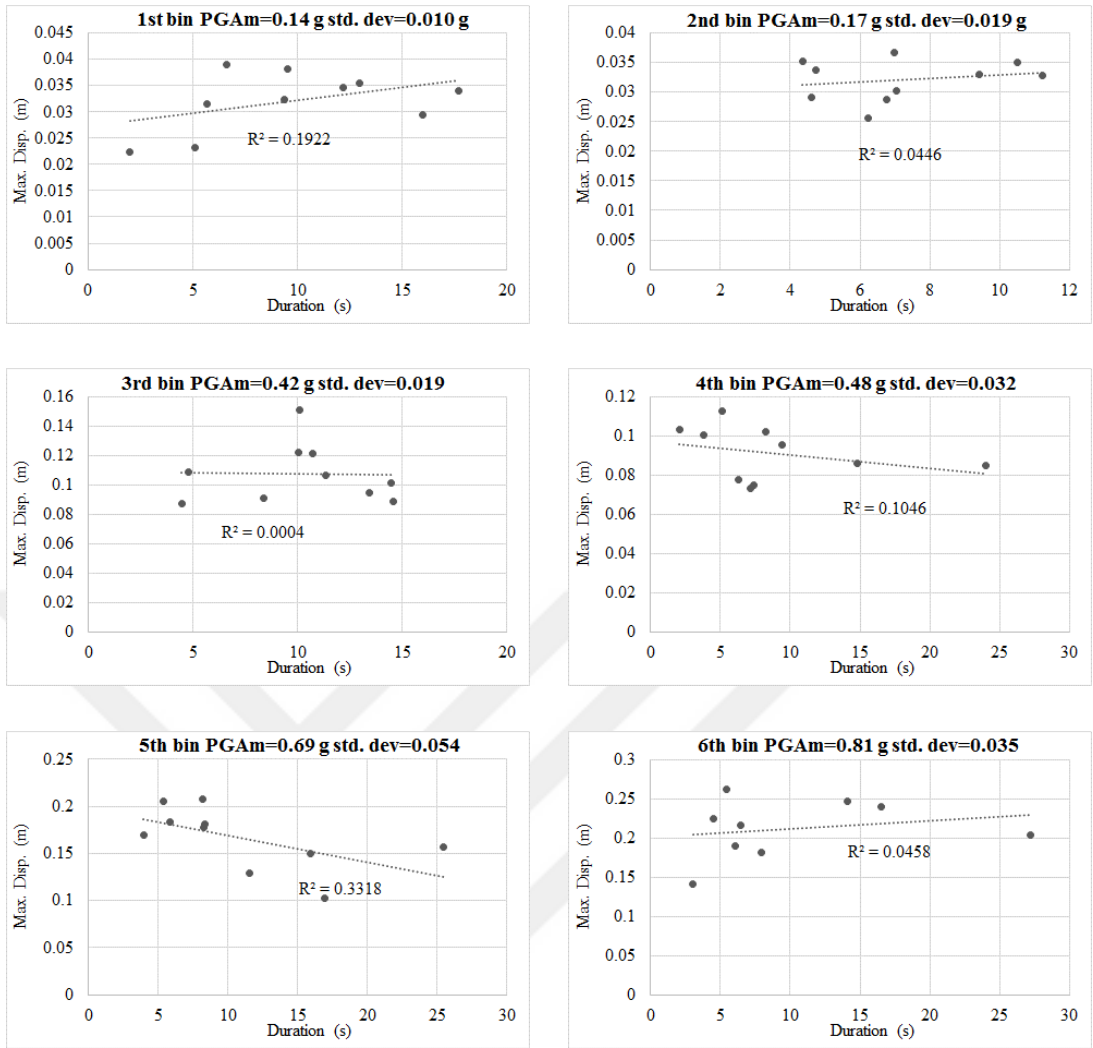 1st bin PGAm=0.14 g std. dev=0.010 g
0.045
0.04
0.035
0.03
0.025
0.02
0.015
0.01
0.005
0
Max. Disp. (m)
R² = 0.1922
0 5 10 15 20
Duration (s)
2nd bin PGAm=0.17 g std. dev=0.019 g
0.04
0.035
0.03
0.025
0.02
0.015
0.01
0.005
0
Max. Disp. (m)
R² = 0.0446
0 2 4 6 8 10 12
Duration (s)
3rd bin PGAm=0.42 g std. dev=0.019
0.16
0.14
0.12
0.1
0.08
0.06
0.04
0.02
0
Max. Disp. (m)
R² = 0.0004
0 5 10 15 20
Duration (s)
4th bin PGAm=0.48 g std. dev=0.032
0.12
0.1
0.08
0.06
0.04
0.02
0
Max. Disp. (m)
R² = 0.1046
0 5 10 15 20 25 30
Duration (s)
5th bin PGAm=0.69 g std. dev=0.054
0.25
0.2
0.15
0.1
0.05
0
Max. Disp. (m)
R² = 0.3318
0 5 10 15 20 25 30
Duration (s)
6th bin PGAm=0.81 g std. dev=0.035
0.3
0.25
0.2
0.15
0.1
0.05
0
Max. Disp. (m)
R² = 0.0458
0 5 10 15 20 25 30
Duration (s)